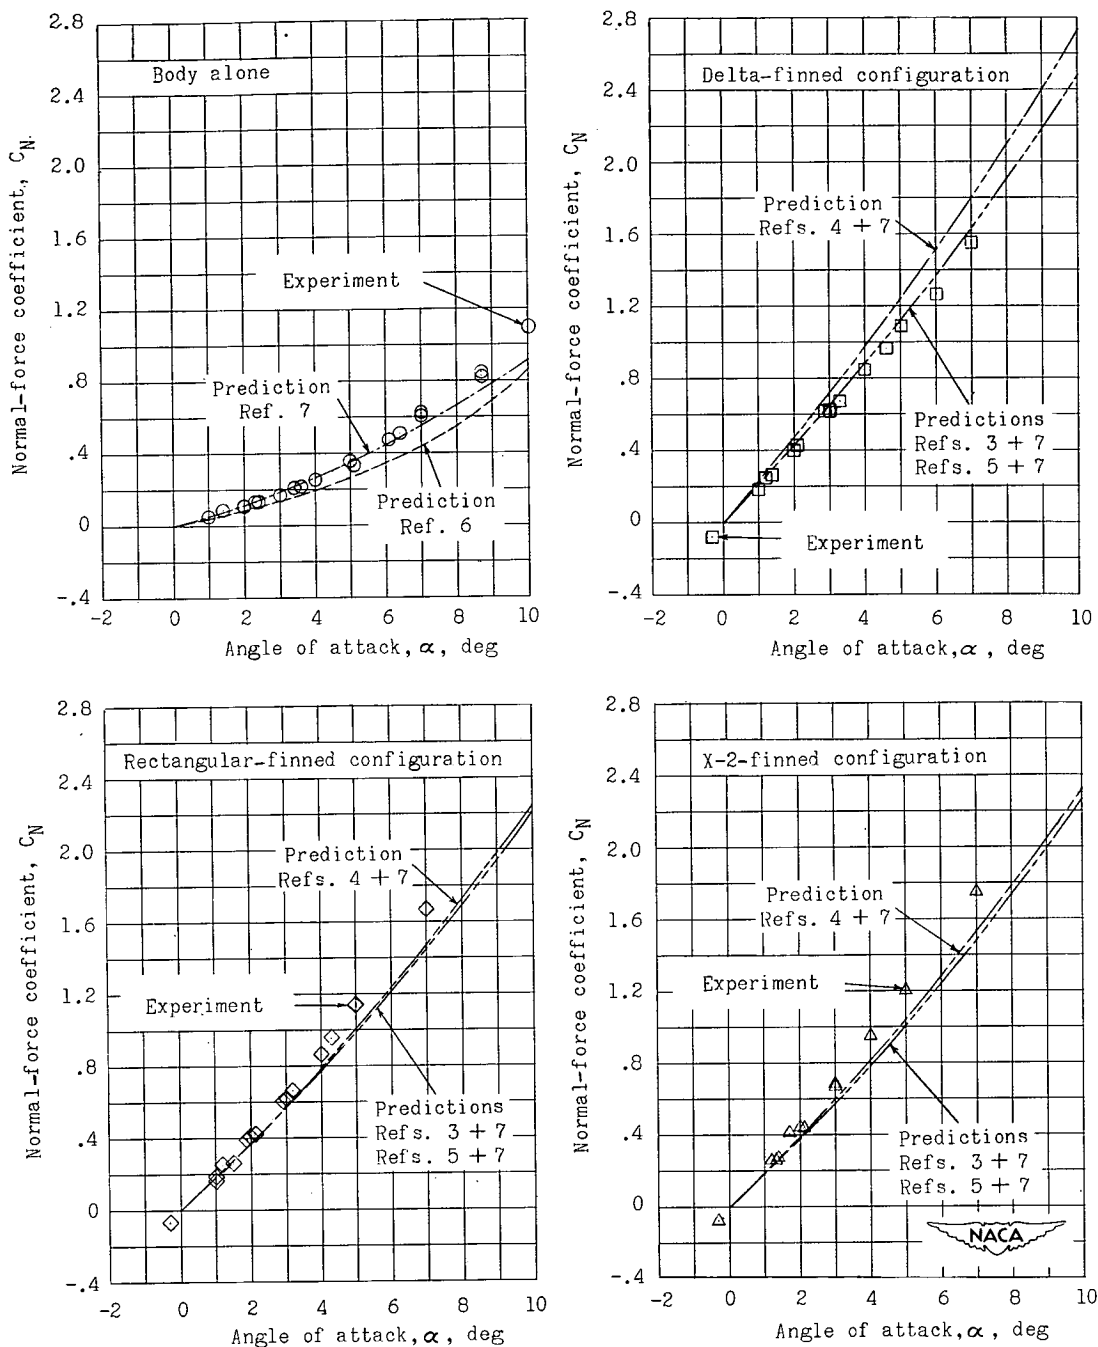 2.8
2.4
2.0
1.6
1.2
.8
.4
0
-.4
Normal-force coefficient, C_N
Body alone
Experiment
Prediction
Ref. 7
Prediction
Ref. 6
-2 0 2 4 6 8 10
Angle of attack, α, deg
2.8
2.4
2.0
1.6
1.2
.8
.4
0
-.4
Normal-force coefficient, C_N
Delta-finned configuration
Prediction
Refs. 4 + 7
Predictions
Refs. 3 + 7
Refs. 5 + 7
Experiment
-2 0 2 4 6 8 10
Angle of attack, α, deg
2.8
2.4
2.0
1.6
1.2
.8
.4
0
-.4
Normal-force coefficient, C_N
Rectangular-finned configuration
Prediction
Refs. 4 + 7
Experiment
Predictions
Refs. 3 + 7
Refs. 5 + 7
-2 0 2 4 6 8 10
Angle of attack, α, deg
2.8
2.4
2.0
1.6
1.2
.8
.4
0
-.4
Normal-force coefficient, C_N
X-2-finned configuration
Prediction
Refs. 4 + 7
Experiment
Predictions
Refs. 3 + 7
Refs. 5 + 7
NACA
-2 0 2 4 6 8 10
Angle of attack, α, deg